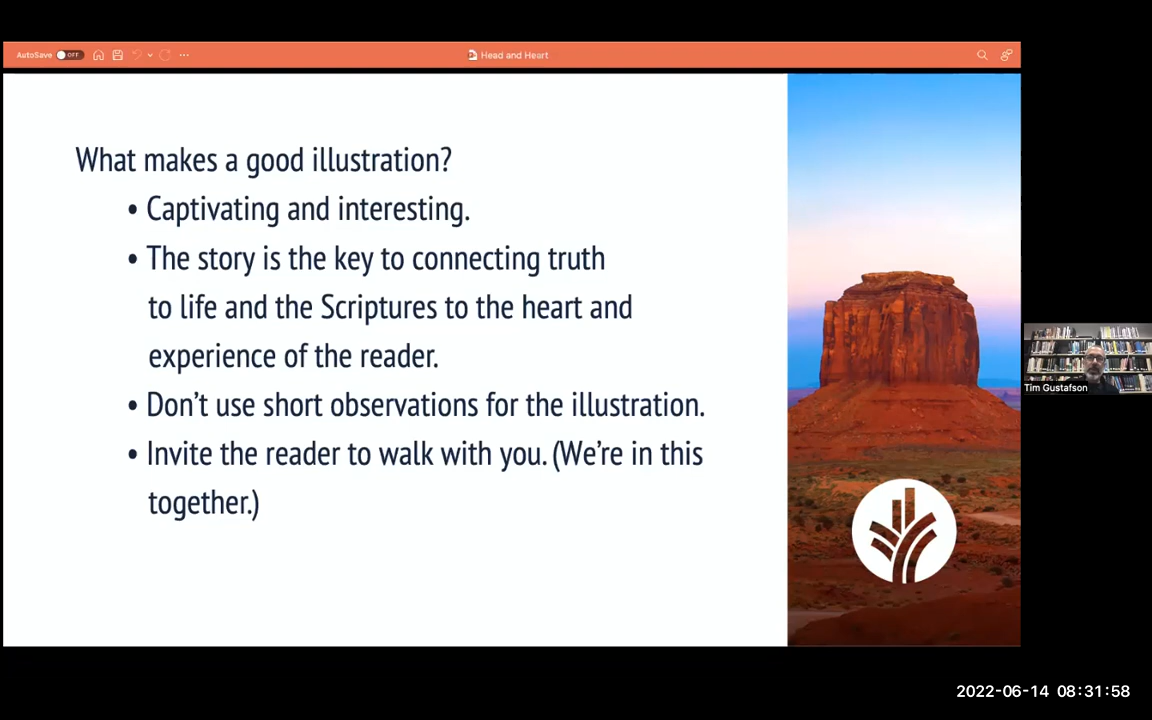 AutoSave OFF
Head and Heart
What makes a good illustration?
• Captivating and interesting.
• The story is the key to connecting truth
to life and the Scriptures to the heart and
experience of the reader.
• Don’t use short observations for the illustration.
• Invite the reader to walk with you. (We’re in this
together.)
Tim Gustafson
2022-06-14 08:31:58